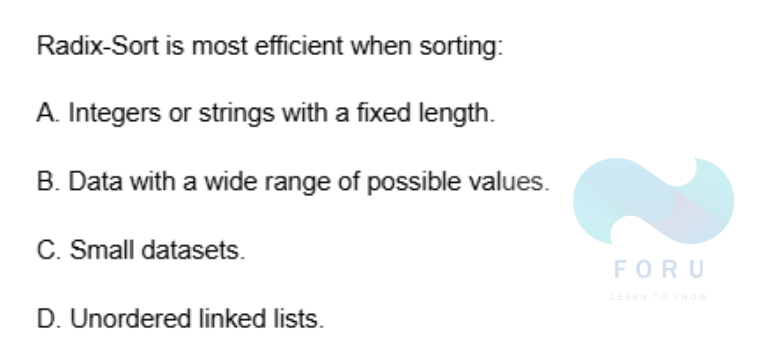 Radix-Sort is most efficient when sorting:
A. Integers or strings with a fixed length.
B. Data with a wide range of possible values.
C. Small datasets.
FORU
LEARN TO KNOW
D. Unordered linked lists.